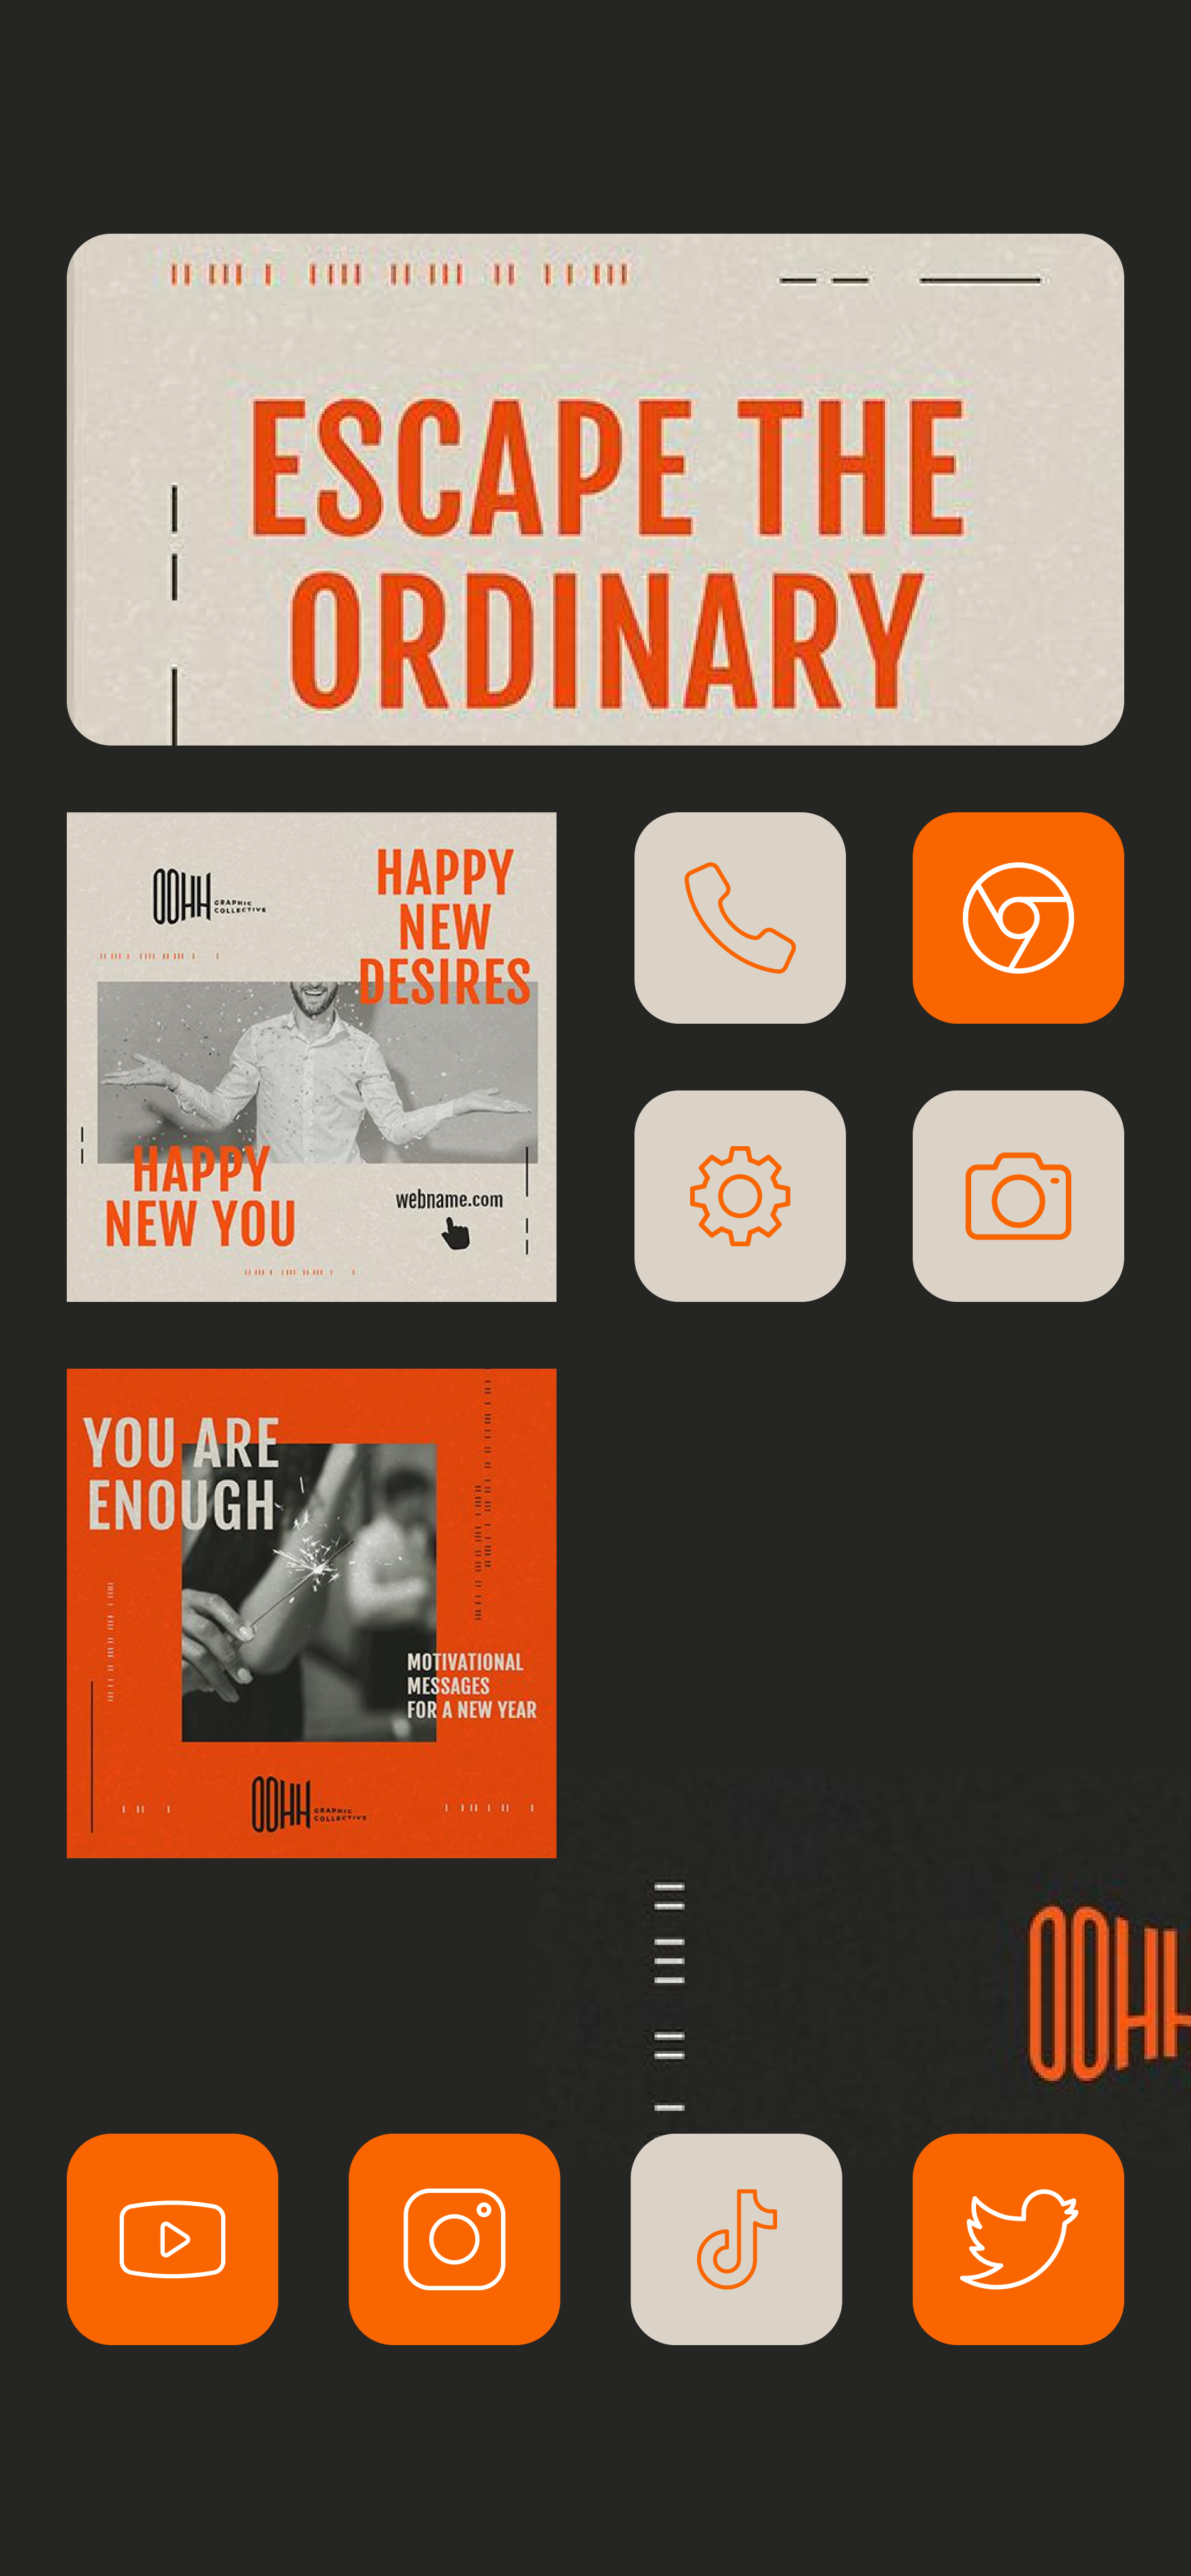 ESCAPE THE
ORDINARY
OOHH
GRAPHIC
COLLECTIVE
HAPPY
NEW
DESIRES
HAPPY
NEW YOU
webname.com
YOU ARE
ENOUGH
MOTIVATIONAL
MESSAGES
FOR A NEW YEAR
OOHH
GRAPHIC
COLLECTIVE
OOHH